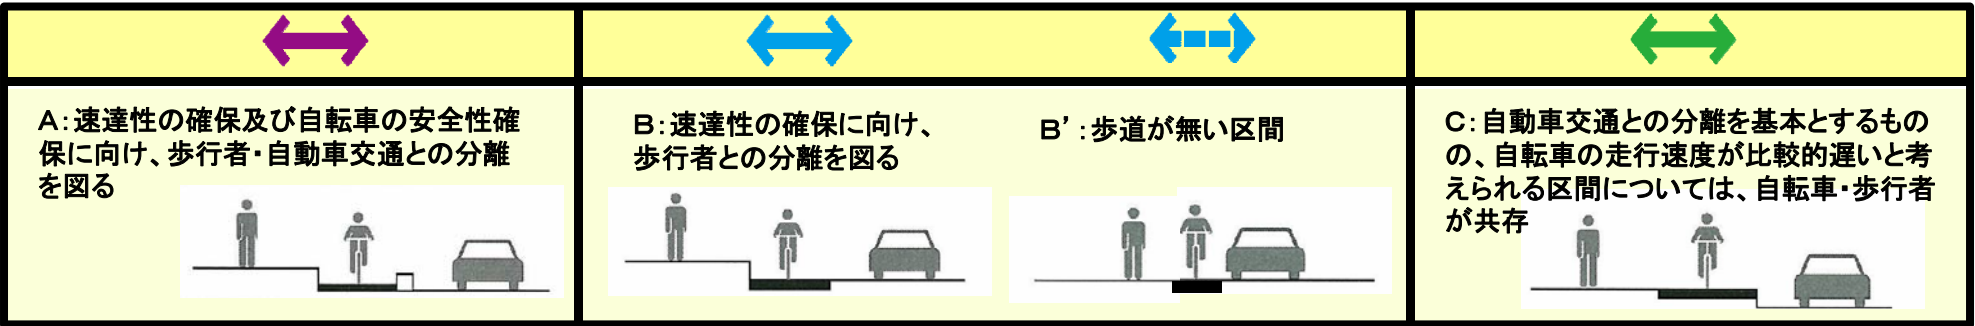 A：速達性の確保及び自転車の安全性確
保に向け、歩行者・自動車交通との分離
を図る
B：速達性の確保に向け、
歩行者との分離を図る
B’：歩道が無い区間
C：自動車交通との分離を基本とするもの
の、自転車の走行速度が比較的遅いと考
えられる区間については、自転車・歩行者
が共存